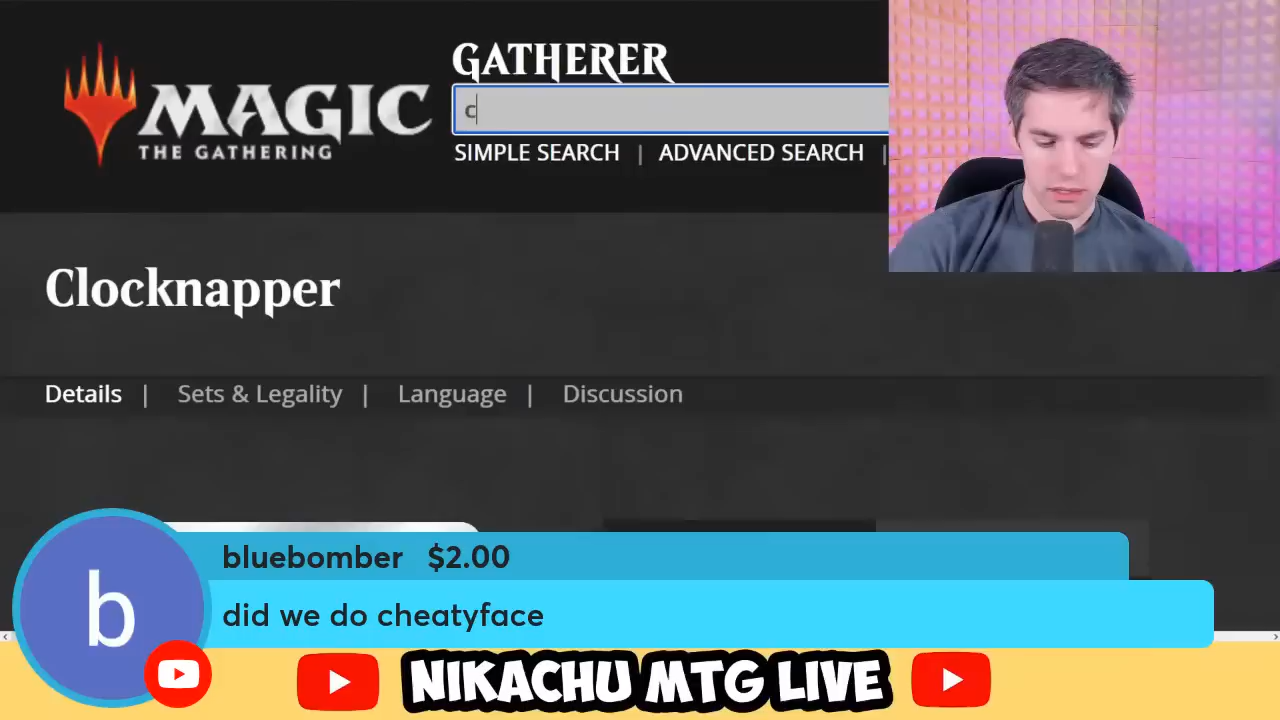 MAGIC
THE GATHERING
GATHERER
c
SIMPLE SEARCH | ADVANCED SEARCH |
Clocknapper
Details | Sets & Legality | Language | Discussion
b
bluebomber $2.00
did we do cheatyface
NIKACHU MTG LIVE